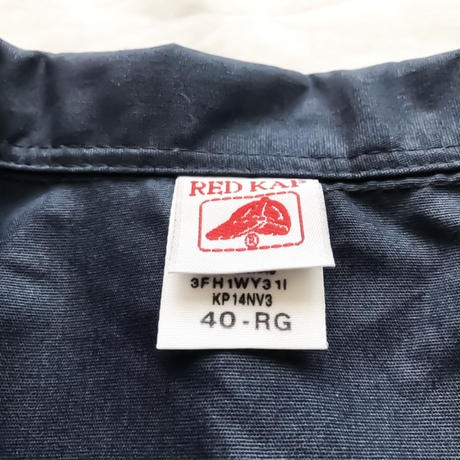 RED KAP
®
3FH1WY31I
KP14NV3
40-RG